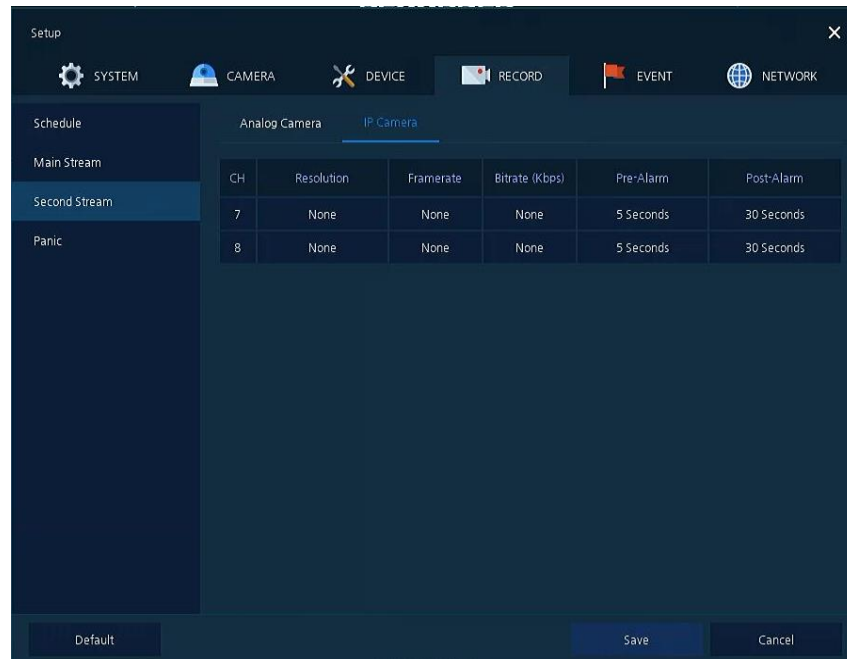 Setup
SYSTEM CAMERA DEVICE RECORD EVENT NETWORK
Schedule
Main Stream
Second Stream
Panic
Analog Camera IP Camera
CH Resolution Framerate Bitrate (Kbps) Pre-Alarm Post-Alarm
7 None None None 5 Seconds 30 Seconds
8 None None None 5 Seconds 30 Seconds
Default Save Cancel